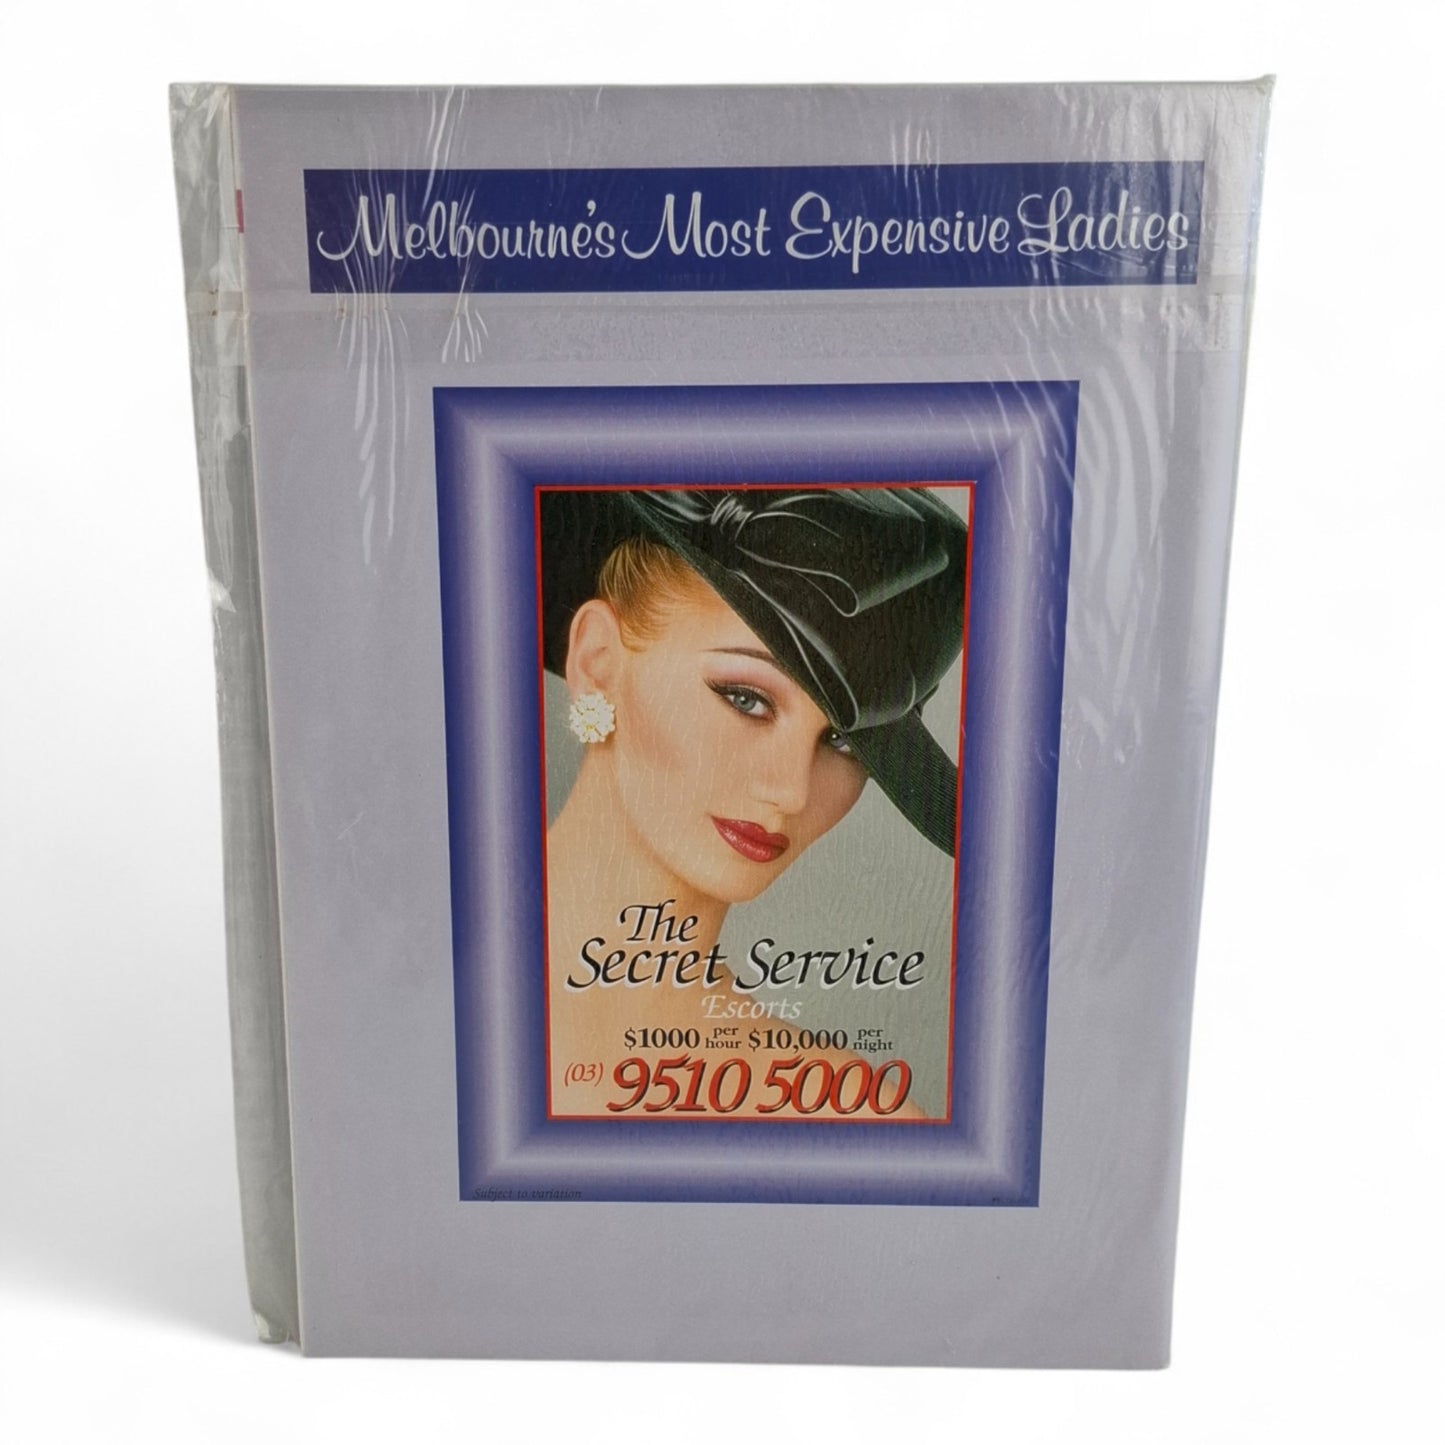 Melbourne's Most Expensive Ladies
The
Secret Service
Escorts
$1000 per hour $10,000 per night
(03) 9510 5000
Subject to variation